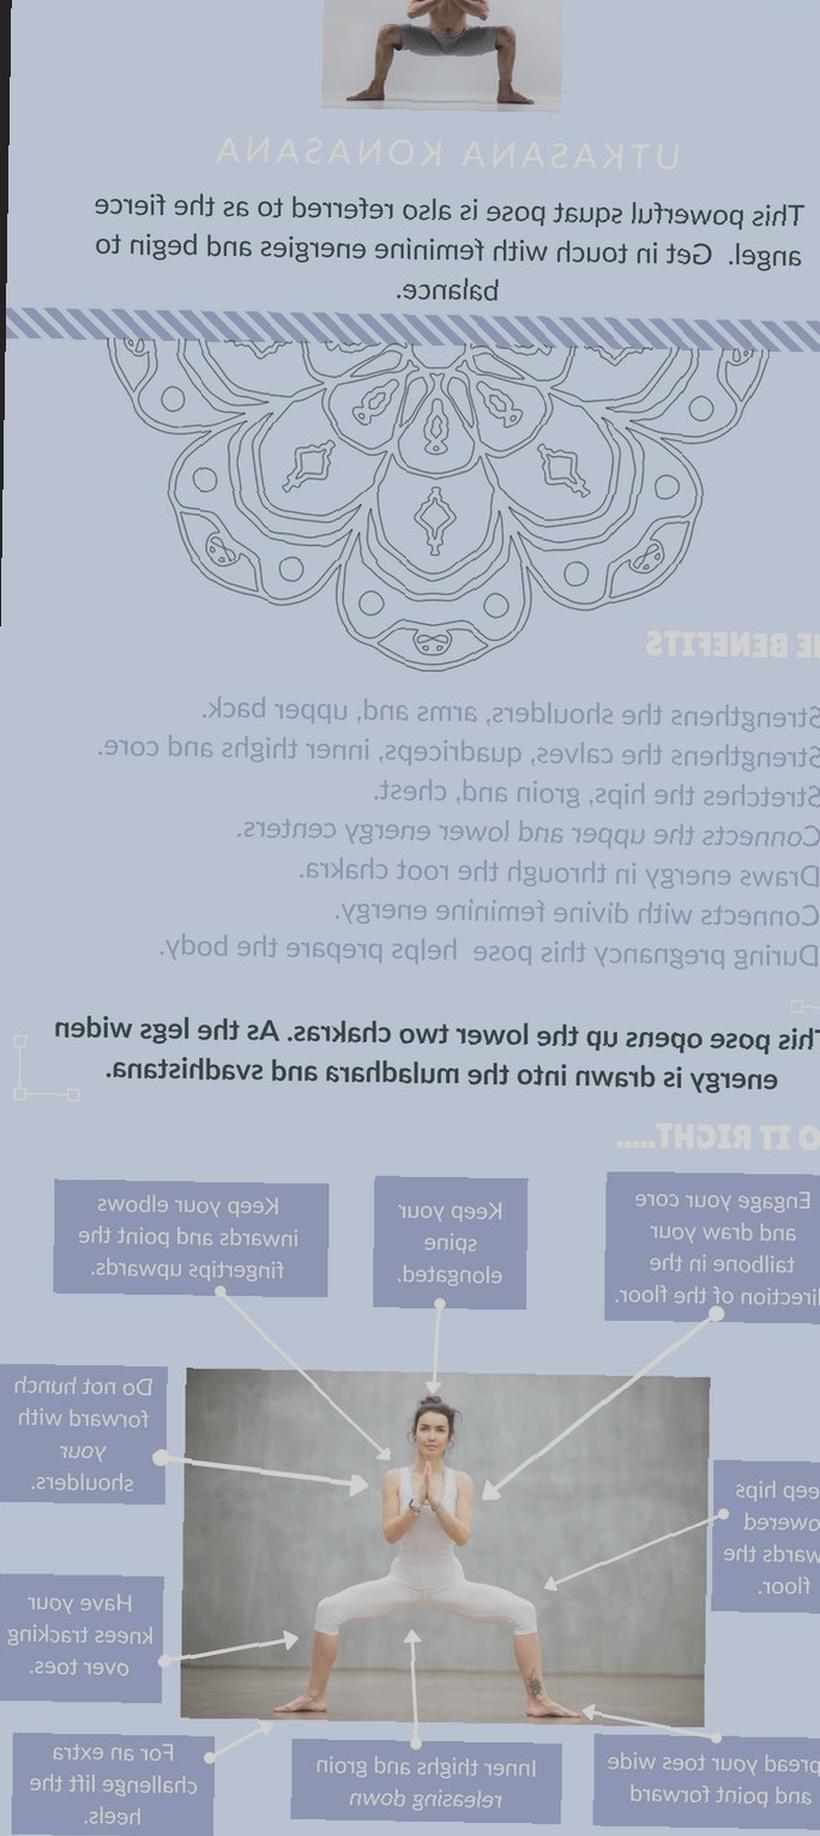 UTKASANA KONASANA
This powerful squat pose is also referred to as the fierce
angel. Get in touch with feminine energies and begin to
balance.
E BENEFITS
Strengthens the shoulders, arms and, upper back.
Strengthens the calves, quadriceps, inner thighs and core.
Stretches the hips, groin and, chest.
Connects the upper and lower energy centers.
Draws energy in through the root chakra.
Connects with divine feminine energy.
During pregnancy this pose helps prepare the body.
This pose opens up the lower two chakras. As the legs widen
energy is drawn into the muladhara and svadhistana.
O IT RIGHT.....
Engage your core
and draw your
tailbone in the
direction of the floor.
Keep your
spine
elongated.
Keep your elbows
inwards and point the
fingertips upwards.
Do not hunch
forward with
your
shoulders.
eep hips
owered
wards the
floor.
Have your
knees tracking
over toes.
pread your toes wide
and point forward
Inner thighs and groin
releasing down
For an extra
challenge lift the
heels.